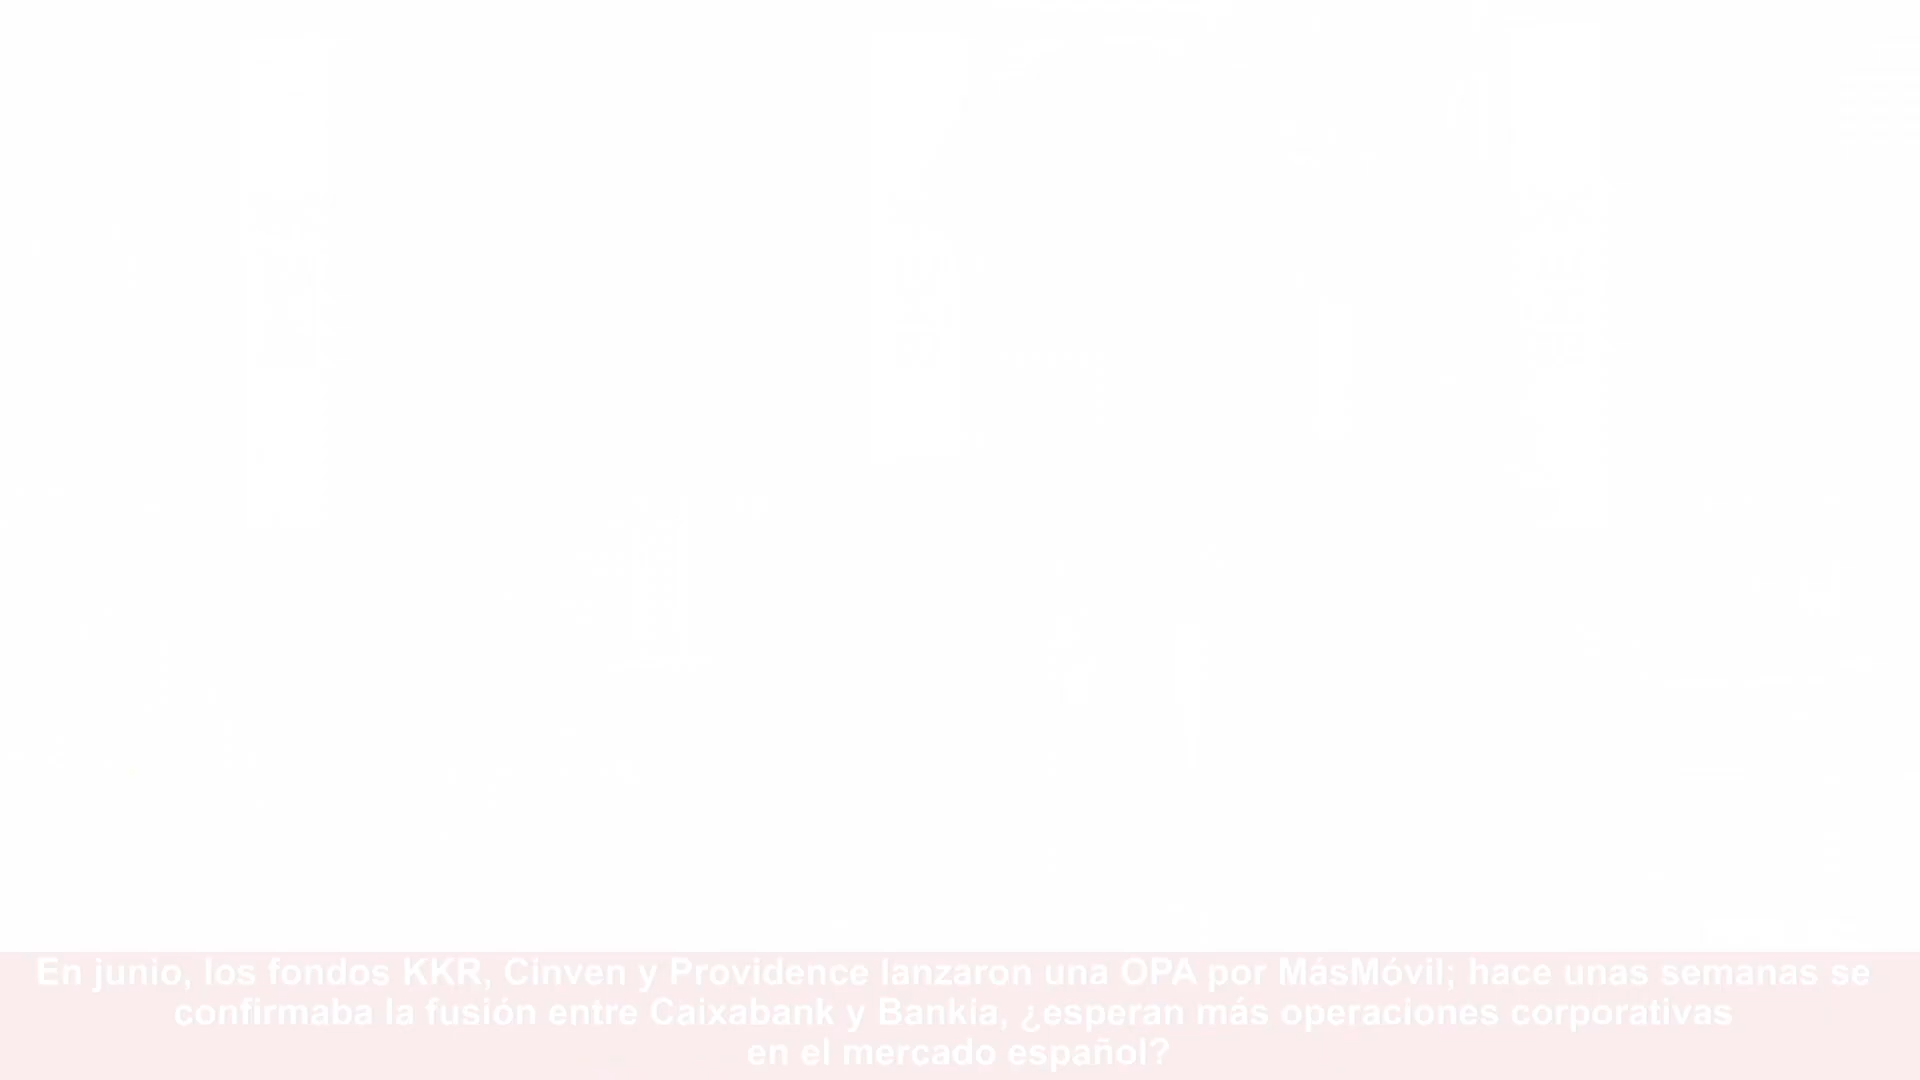 En junio, los fondos KKR, Cinven y Providence lanzaron una OPA por MásMóvil; hace unas semanas se
confirmaba la fusión entre Caixabank y Bankia, ¿esperan más operaciones corporativas
en el mercado español?